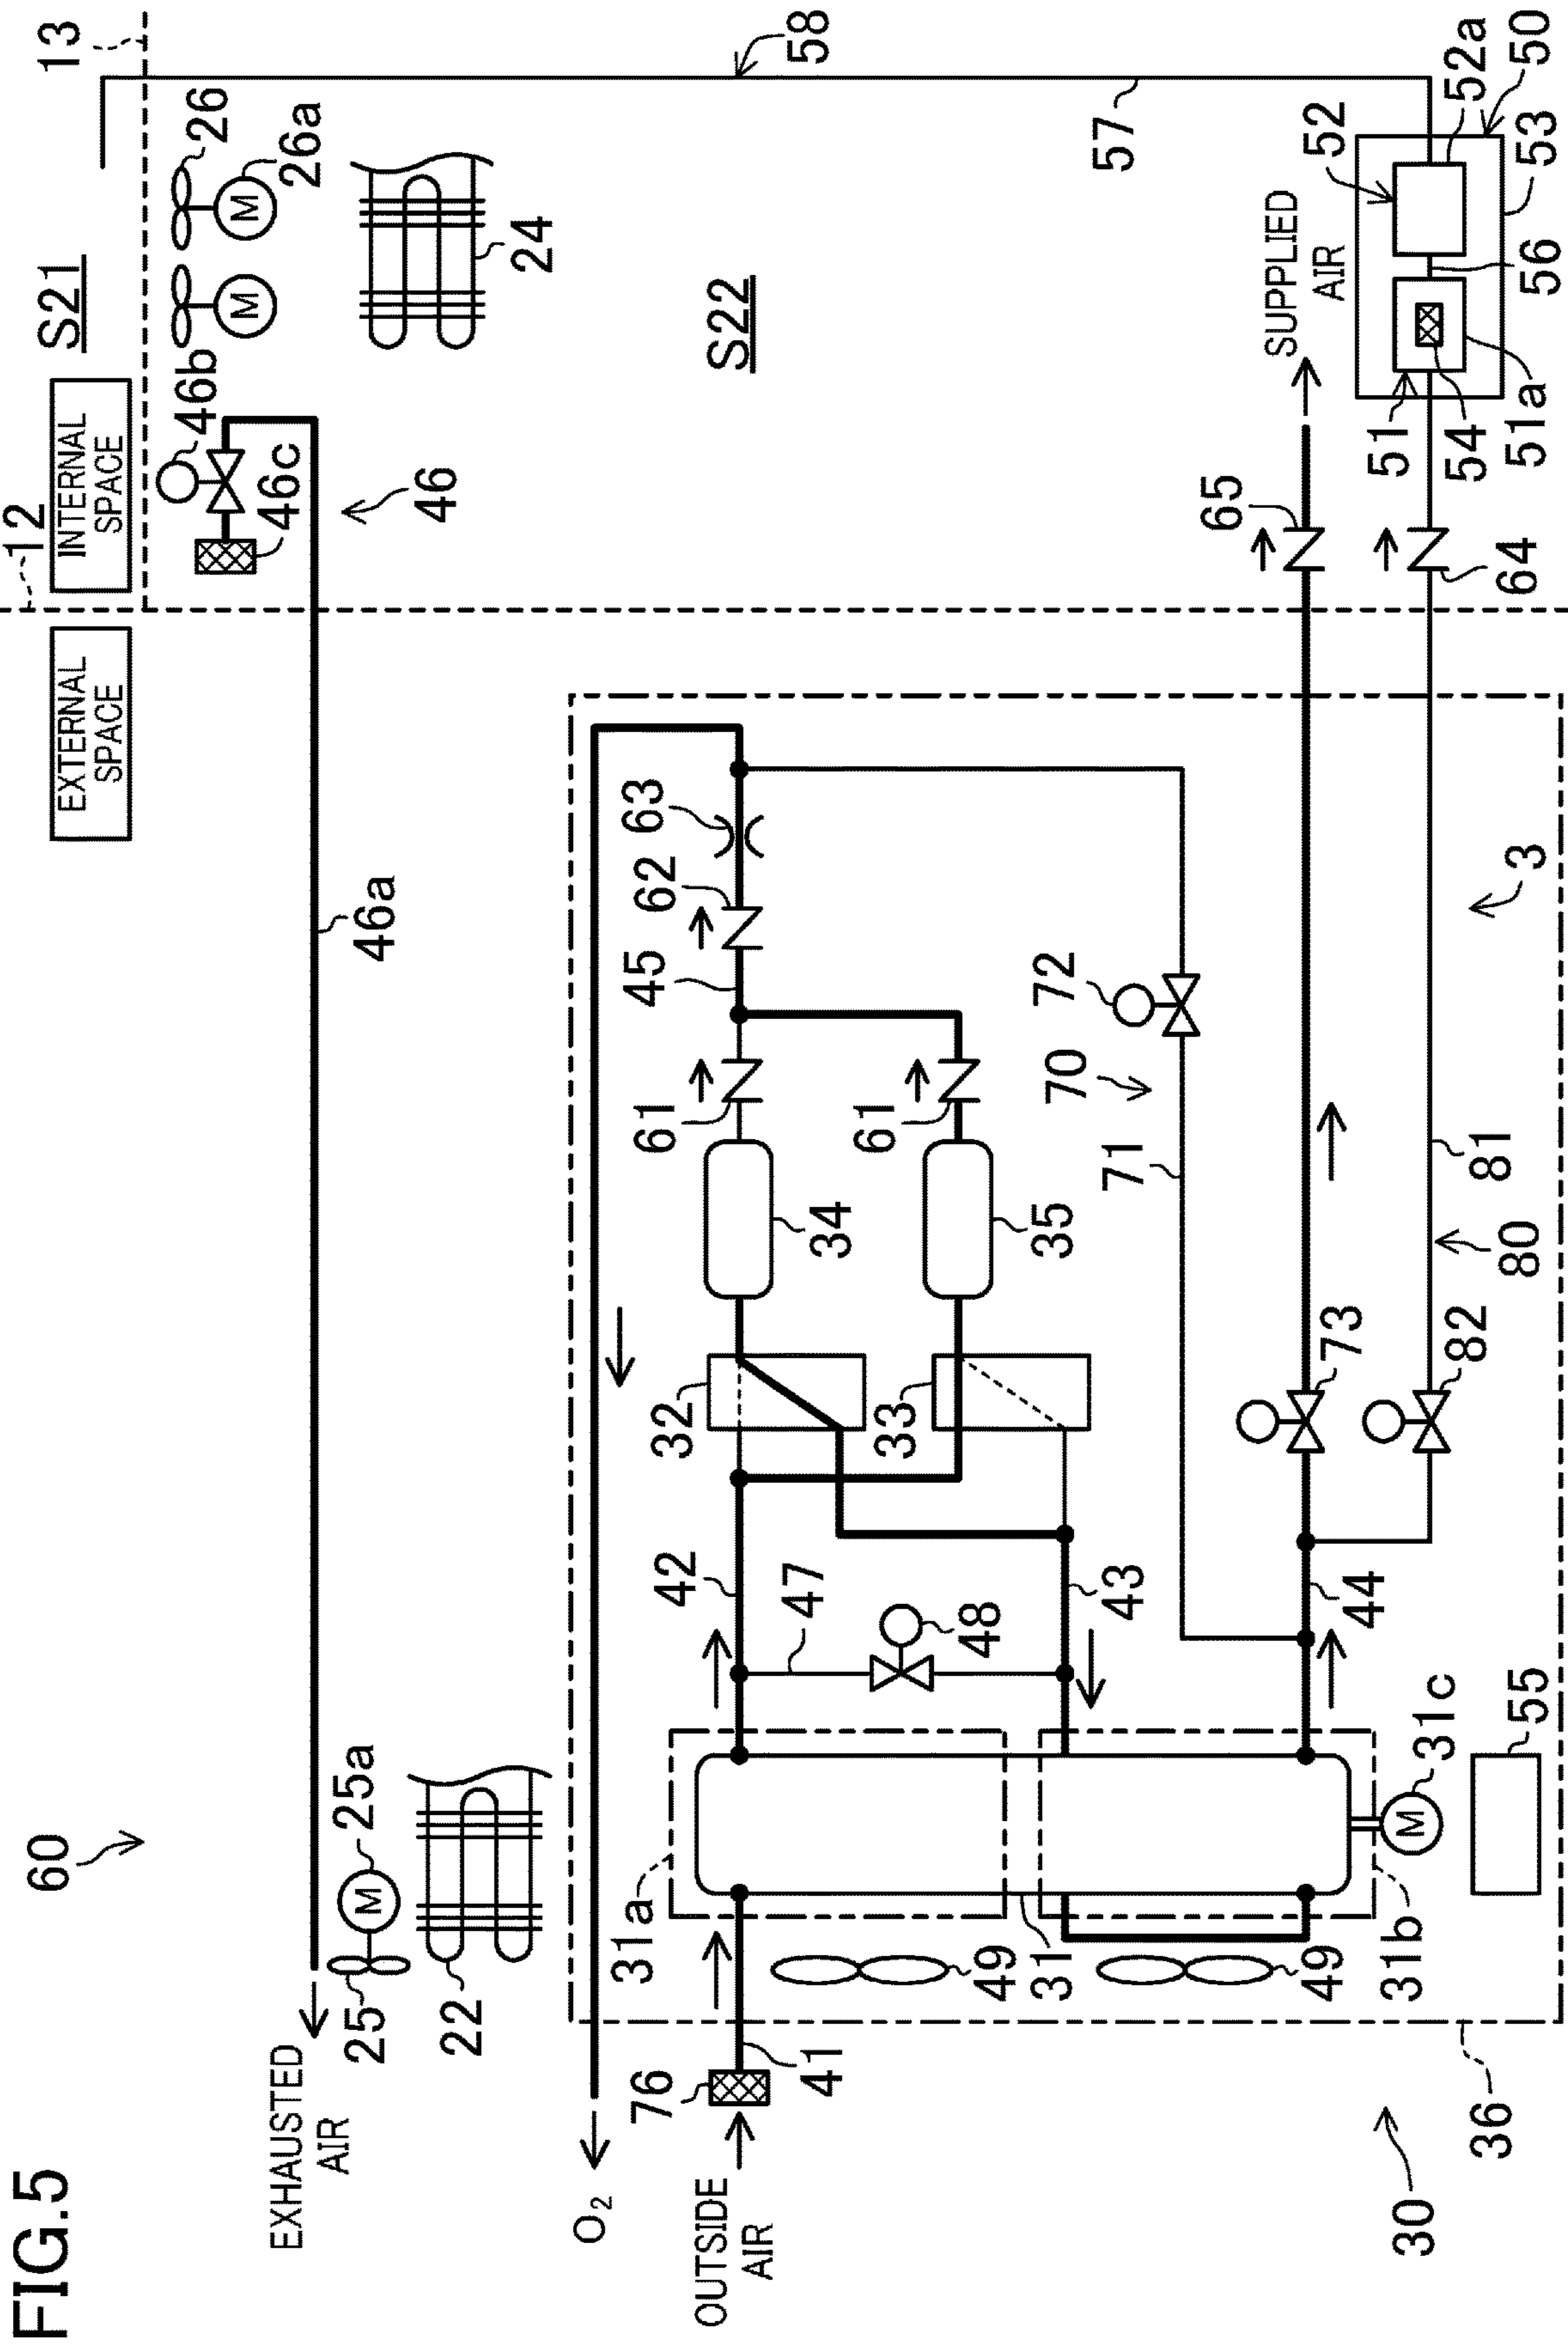 FIG.5
60
EXTERNAL
SPACE
12
INTERNAL
SPACE
S21
13
EXHAUSTED
AIR
25
25a
M
22
46a
46
46b
46c
M
26
M
26a
24
S22
58
57
O₂
OUTSIDE
AIR
76
41
31a
42
47
48
43
32
33
34
35
61
61
45
62
63
70
71
72
49
31
49
31b
31c
M
55
44
73
82
80
81
3
65
64
SUPPLIED
AIR
51
54
51a
56
52
52a
53
50
36
30